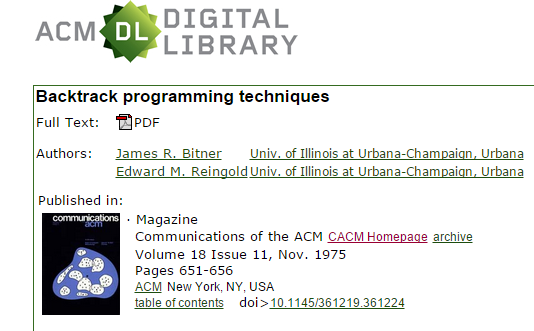 ACM DL DIGITAL LIBRARY
Backtrack programming techniques
Full Text: PDF
Authors: James R. Bitner Univ. of Illinois at Urbana-Champaign, Urbana
Edward M. Reingold Univ. of Illinois at Urbana-Champaign, Urbana
Published in:
communications acm
· Magazine
Communications of the ACM CACM Homepage archive
Volume 18 Issue 11, Nov. 1975
Pages 651-656
ACM New York, NY, USA
table of contents doi>10.1145/361219.361224